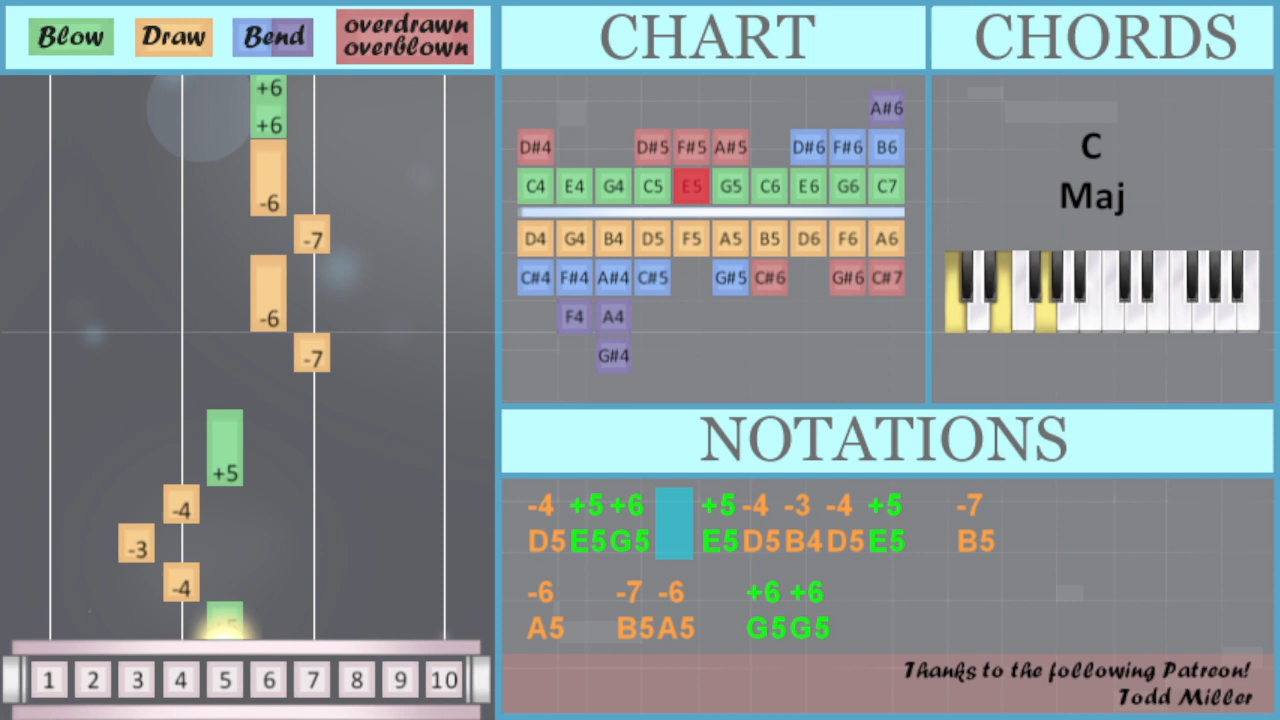 Blow Draw Bend overdrawn
overblown
CHART
CHORDS
+6
+6
-6
-7
-6
-7
+5
-4
-3
-4
1 2 3 4 5 6 7 8 9 10
A#6
D#4 D#5 F#5 A#5 D#6 F#6 B6
C4 E4 G4 C5 E5 G5 C6 E6 G6 C7
D4 G4 B4 D5 F5 A5 B5 D6 F6 A6
C#4 F#4 A#4 C#5 G#5 C#6 G#6 C#7
F4 A4
G#4
C
Maj
NOTATIONS
-4 +5 +6 +5 -4 -3 -4 +5 -7
D5 E5 G5 E5 D5 B4 D5 E5 B5
-6 -7 -6 +6 +6
A5 B5 A5 G5 G5
Thanks to the following Patreon!
Todd Miller